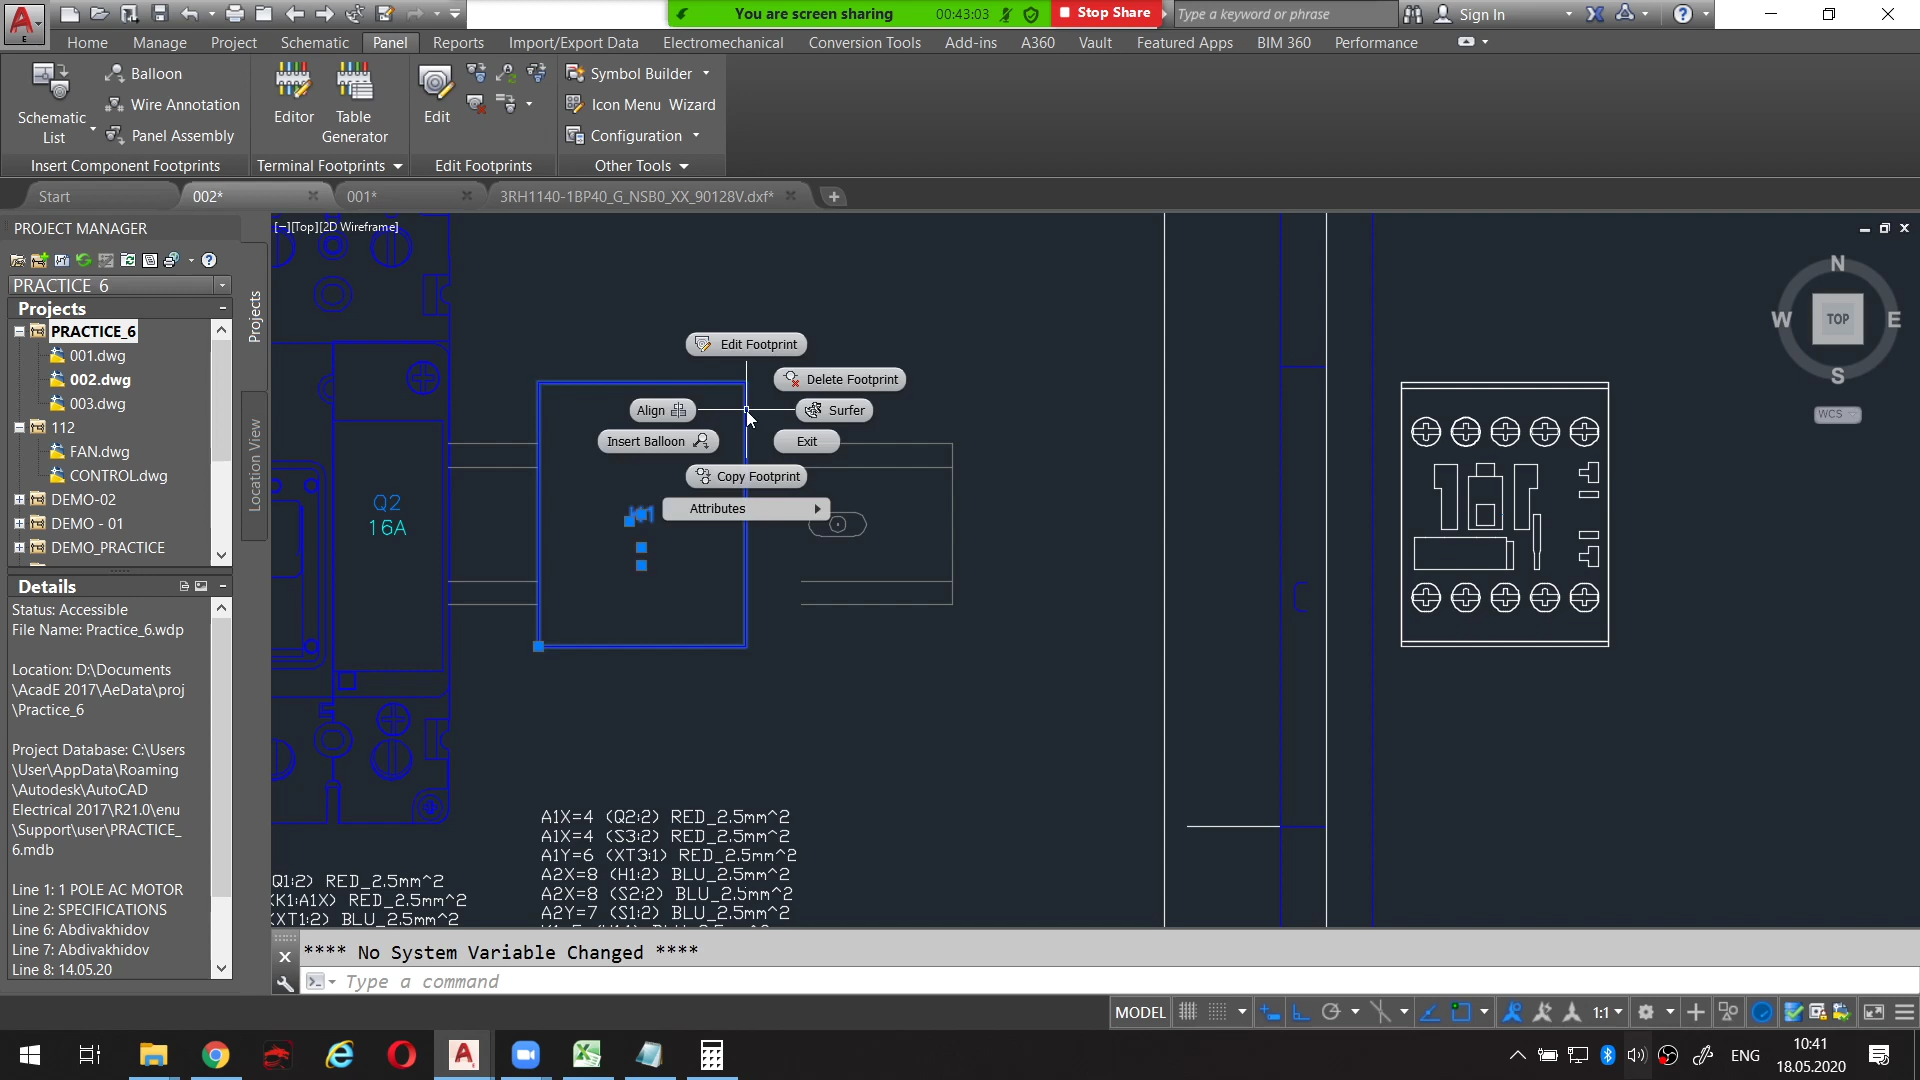 You are screen sharing 00:43:03 Stop Share Type a keyword or phrase Sign In
Home Manage Project Schematic Panel Reports Import/Export Data Electromechanical Conversion Tools Add-ins A360 Vault Featured Apps BIM 360 Performance
Schematic
List
Balloon
Wire Annotation
Panel Assembly
Insert Component Footprints
Editor
Table
Generator
Terminal Footprints
Edit
Edit Footprints
Symbol Builder
Icon Menu Wizard
Configuration
Other Tools
Start 002* 001* 3RH1140-1BP40_G_NSB0_XX_90128V.dxf*
PROJECT MANAGER
PRACTICE 6
Projects
PRACTICE_6
001.dwg
002.dwg
003.dwg
112
FAN.dwg
CONTROL.dwg
DEMO-02
DEMO - 01
DEMO_PRACTICE
Projects
Location View
Details
Status: Accessible
File Name: Practice_6.wdp
Location: D:\Documents
\AcadE 2017\AeData\proj
\Practice_6
Project Database: C:\Users
\User\AppData\Roaming
\Autodesk\AutoCAD
Electrical 2017\R21.0\enu
\Support\user\PRACTICE_
6.mdb
Line 1: 1 POLE AC MOTOR
Line 2: SPECIFICATIONS
Line 6: Abdivakhidov
Line 7: Abdivakhidov
Line 8: 14.05.20
[−][Top][2D Wireframe]
Edit Footprint
Delete Footprint
Align
Surfer
Insert Balloon
Exit
Copy Footprint
Attributes
Q2
16A
A1X=4 (Q2:2) RED_2.5mm^2
A1X=4 (S3:2) RED_2.5mm^2
A1Y=6 (XT3:1) RED_2.5mm^2
A2X=8 (H1:2) BLU_2.5mm^2
A2X=8 (S2:2) BLU_2.5mm^2
A2Y=7 (S1:2) BLU_2.5mm^2
Q1:2) RED_2.5mm^2
(K1:A1X) RED_2.5mm^2
(XT1:2) BLU_2.5mm^2
N
W TOP E
S
WCS
**** No System Variable Changed ****
Type a command
MODEL 1:1
ENG
10:41
18.05.2020